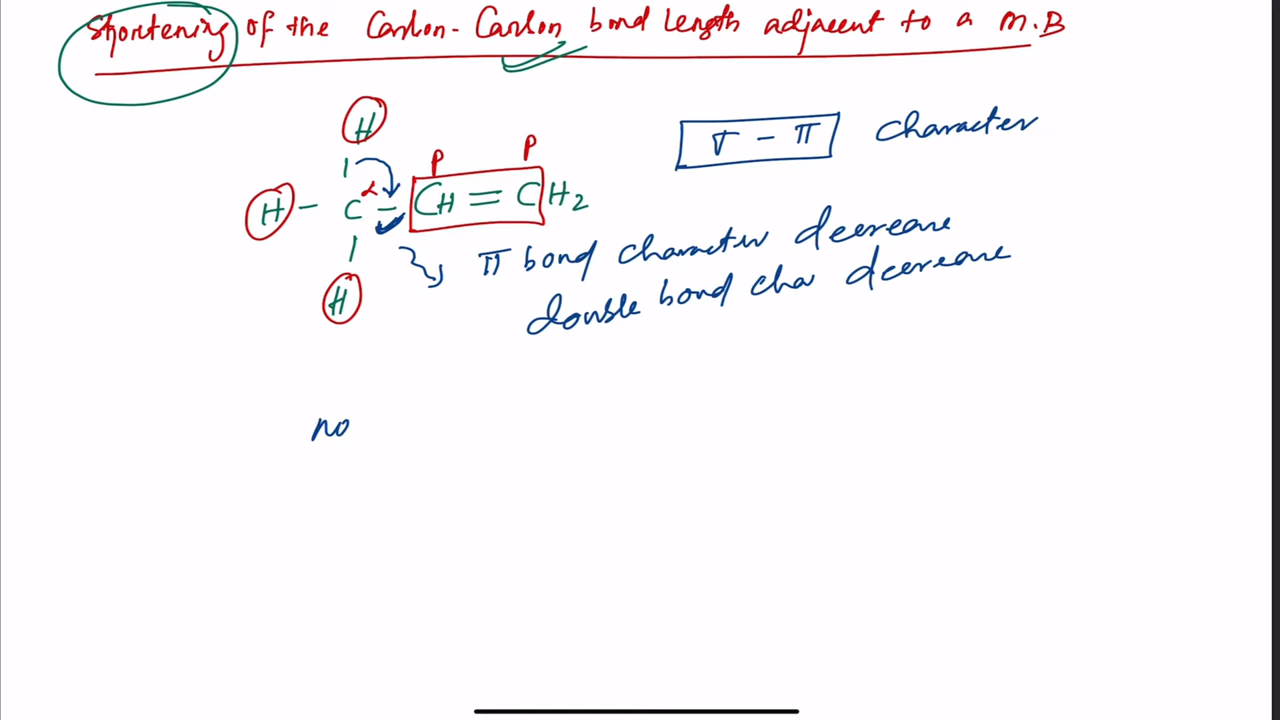 Shortening of the Carbon-Carbon bond length adjacent to a M.B
H
P P
σ - π character
H - C α - CH = CH2
H
π bond character decrease
double bond cha decrease
no